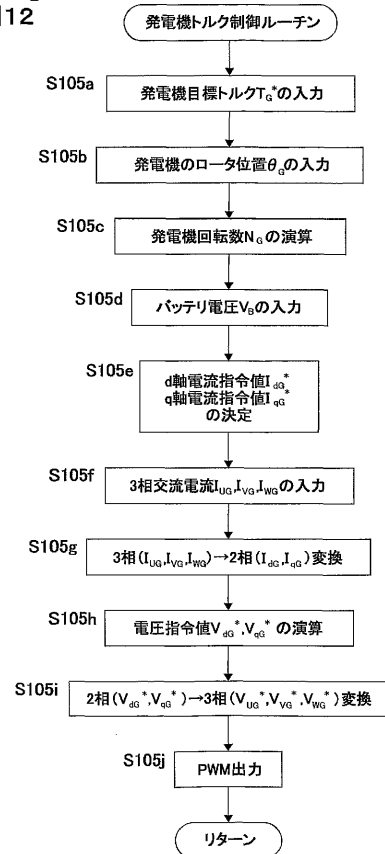 12
発電機トルク制御ルーチン
S105a
発電機目標トルクTG*の入力
S105b
発電機のロータ位置θGの入力
S105c
発電機回転数NGの演算
S105d
バッテリ電圧VBの入力
S105e
d軸電流指令値IdG*
q軸電流指令値IqG*
の決定
S105f
3相交流電流IUG,IVG,IWGの入力
S105g
3相(IUG,IVG,IWG)→2相(IdG,IqG)変換
S105h
電圧指令値VdG*,VqG*の演算
S105i
2相(VdG*,VqG*)→3相(VUG*,VVG*,VWG*)変換
S105j
PWM出力
リターン